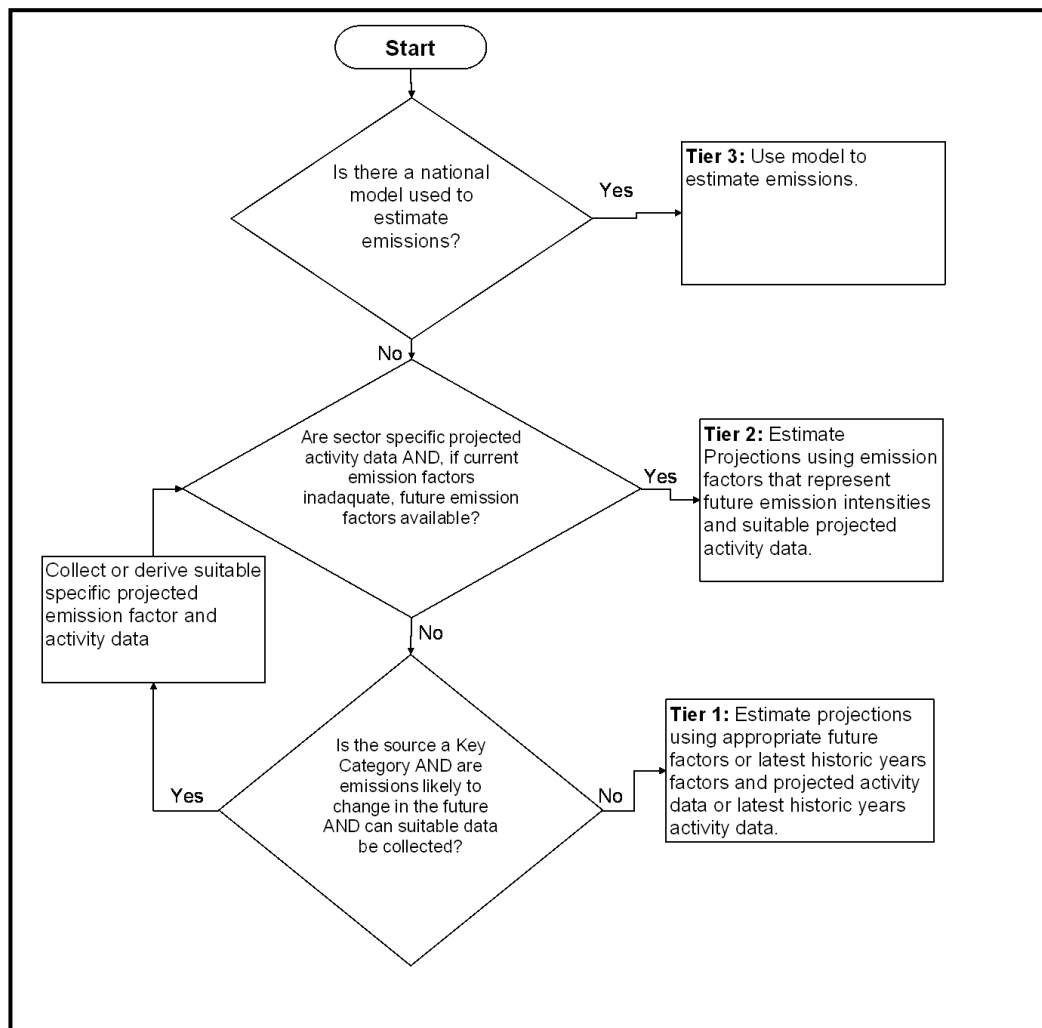 Start
Is there a national
model used to
estimate
emissions?
Yes
Tier 3: Use model to
estimate emissions.
No
Are sector specific projected
activity data AND, if current
emission factors
inadaquate, future emission
factors available?
Yes
Tier 2: Estimate
Projections using emission
factors that represent
future emission intensities
and suitable projected
activity data.
Collect or derive suitable
specific projected
emission factor and
activity data
No
Is the source a Key
Category AND are
emissions likely to
change in the future
AND can suitable data
be collected?
Yes
No
Tier 1: Estimate projections
using appropriate future
factors or latest historic years
factors and projected activity
data or latest historic years
activity data.